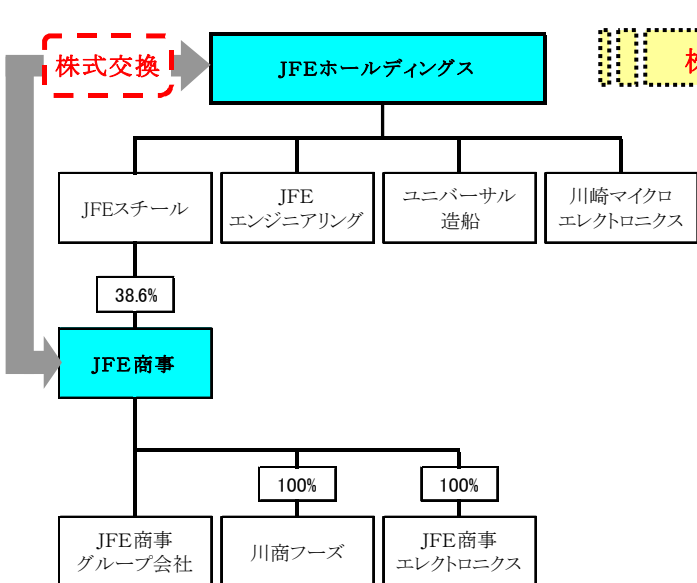 株式交換
JFEホールディングス
株
JFEスチール
JFE
エンジニアリング
ユニバーサル
造船
川崎マイクロ
エレクトロニクス
38.6%
JFE商事
100%
100%
JFE商事
グループ会社
川商フーズ
JFE商事
エレクトロニクス